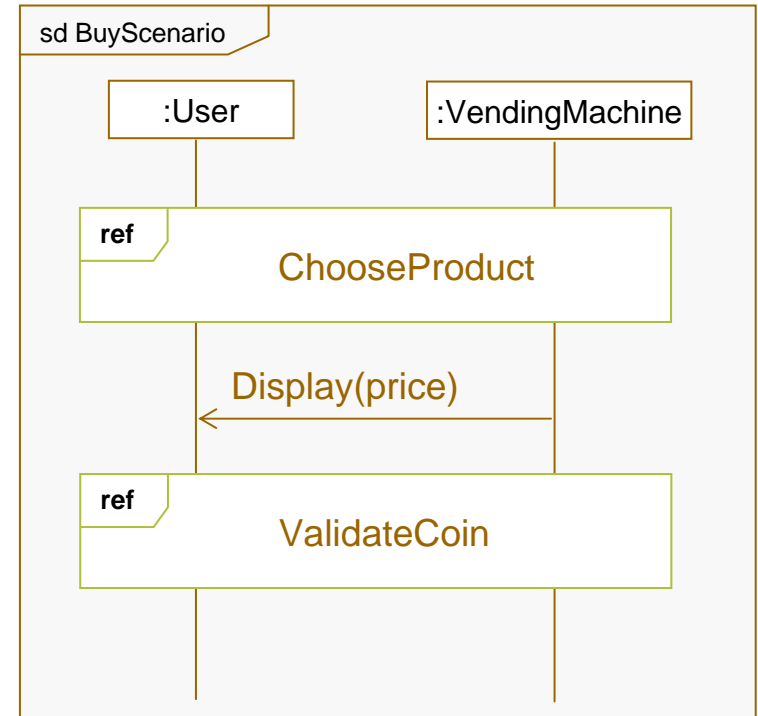 sd BuyScenario
:User
:VendingMachine
ref
ChooseProduct
Display(price)
ref
ValidateCoin